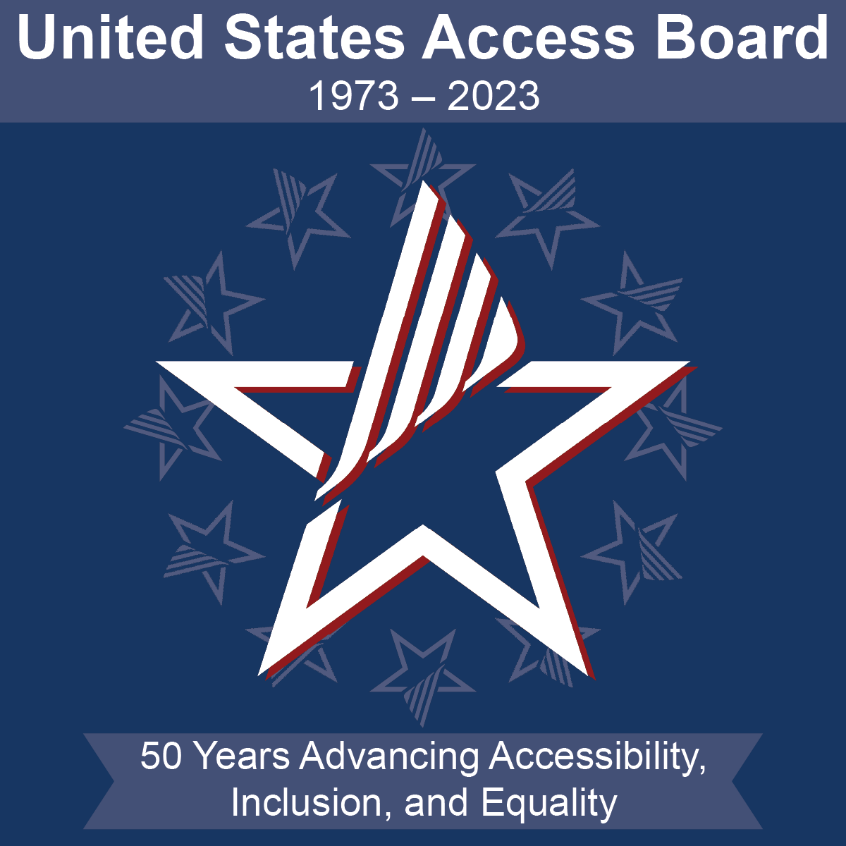 United States Access Board
1973 – 2023
50 Years Advancing Accessibility,
Inclusion, and Equality